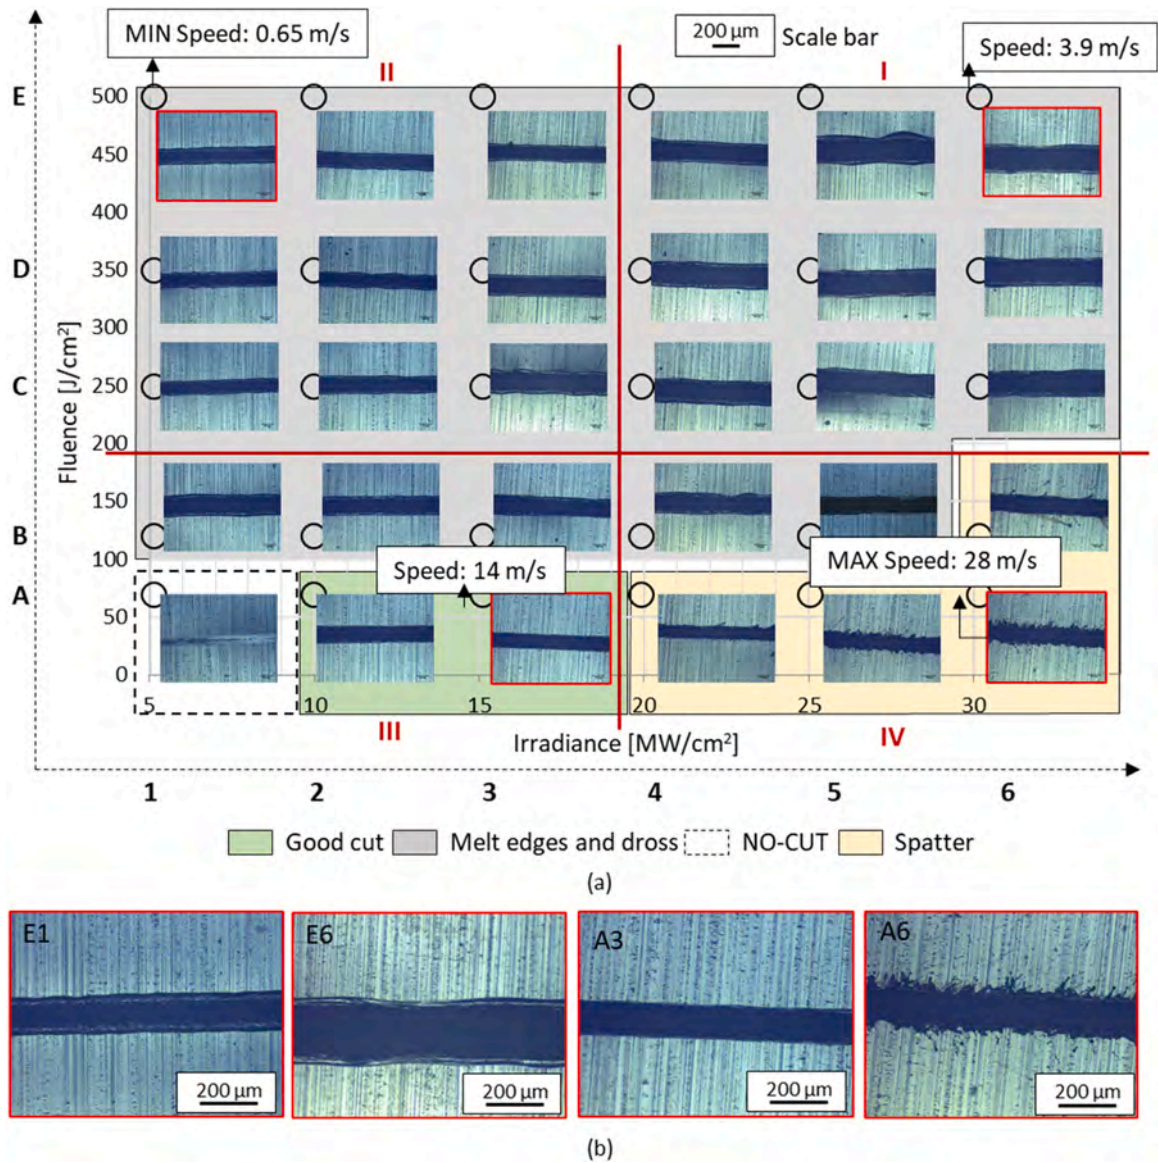 MIN Speed: 0.65 m/s
200 µm
Scale bar
Speed: 3.9 m/s
II
I
E
500
450
400
D
350
300
C
250
200
150
B
100
A
50
0
Fluence [J/cm²]
Speed: 14 m/s
MAX Speed: 28 m/s
5
10
15
20
25
30
III
IV
Irradiance [MW/cm²]
1
2
3
4
5
6
Good cut
Melt edges and dross
NO-CUT
Spatter
(a)
E1
E6
A3
A6
200 µm
200 µm
200 µm
200 µm
(b)